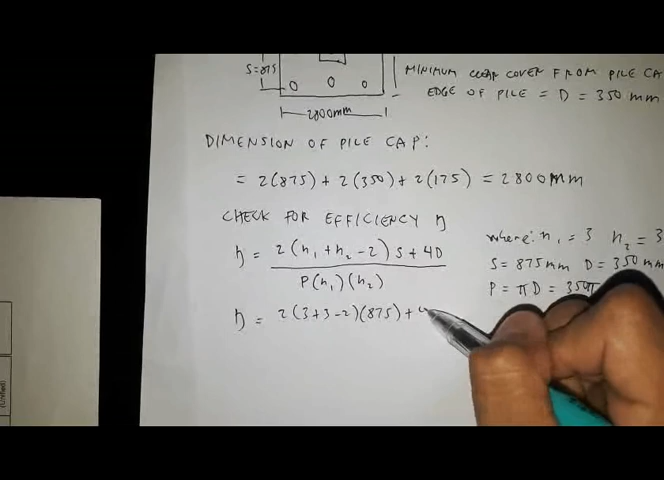 S=875
2800mm
MINIMUM CLEAR COVER FROM PILE CA
EDGE OF PILE = D = 350 mm
DIMENSION OF PILE CAP:
= 2(875) + 2(350) + 2(175) = 2800mm
CHECK FOR EFFICIENCY η
η = 2(n₁+n₂-2) S + 4D
P(n₁)(n₂)
where: n₁ = 3 n₂ = 3
S = 875mm D = 350 mm
P = πD = 350π
η = 2(3+3-2)(875)+4